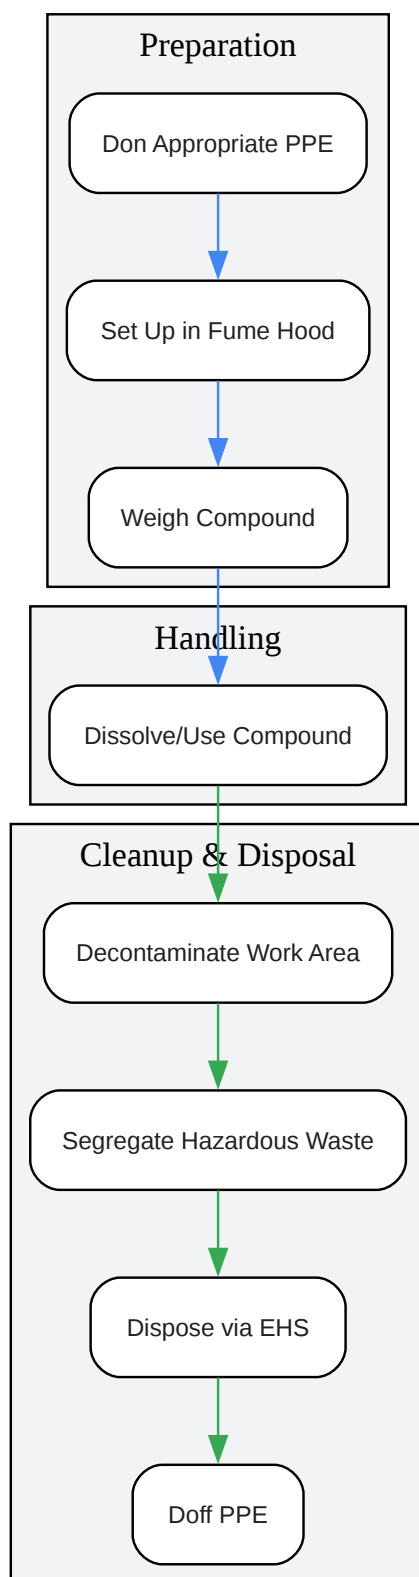 Preparation
Don Appropriate PPE
Set Up in Fume Hood
Weigh Compound
Handling
Dissolve/Use Compound
Cleanup & Disposal
Decontaminate Work Area
Segregate Hazardous Waste
Dispose via EHS
Doff PPE